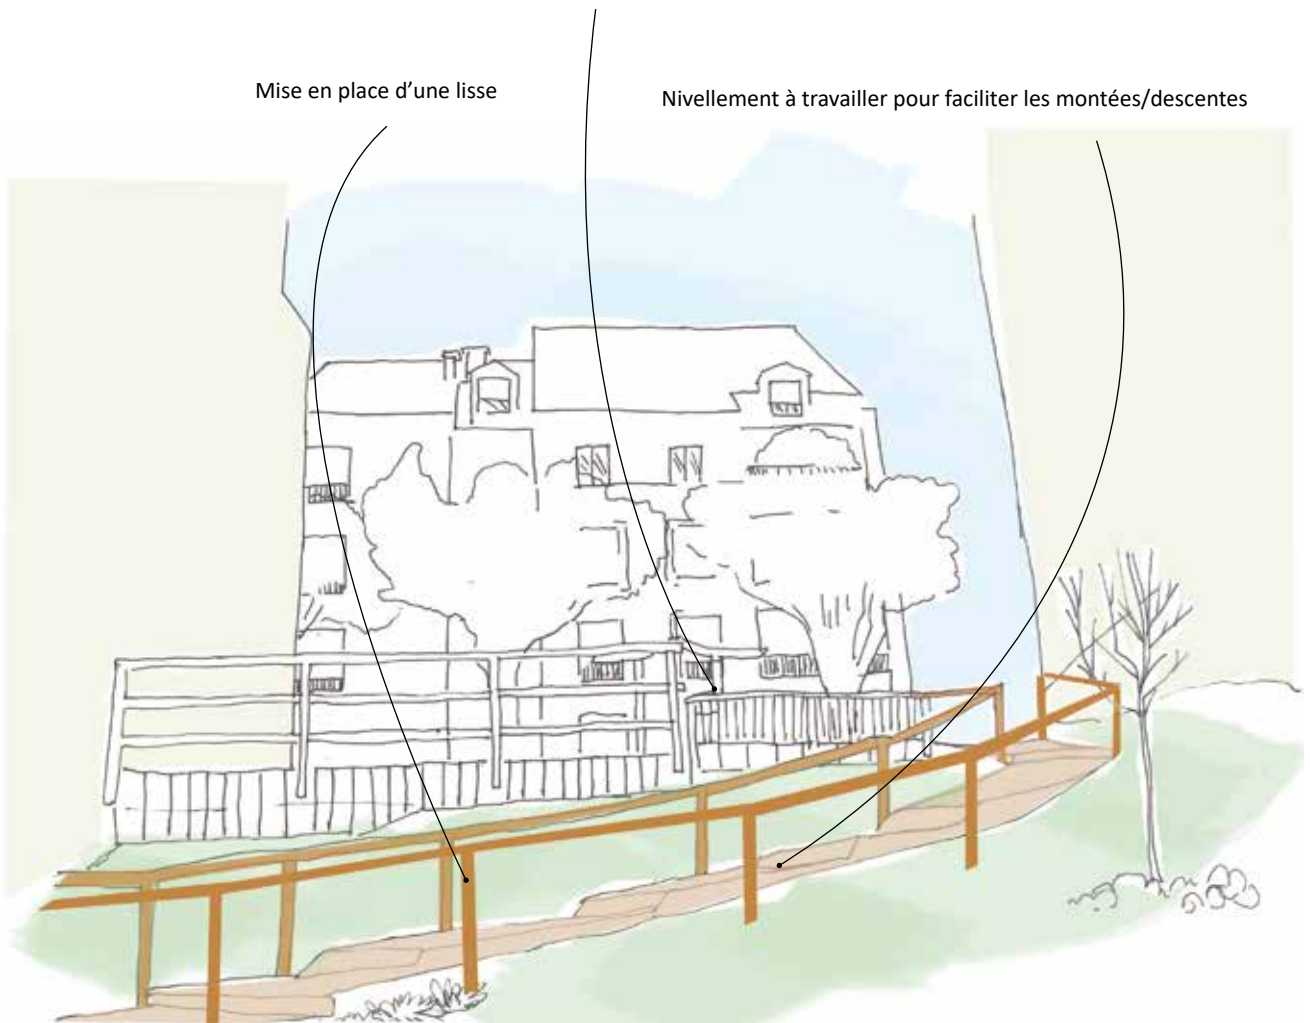 Mise en place d’une lisse
Nivellement à travailler pour faciliter les montées/descentes